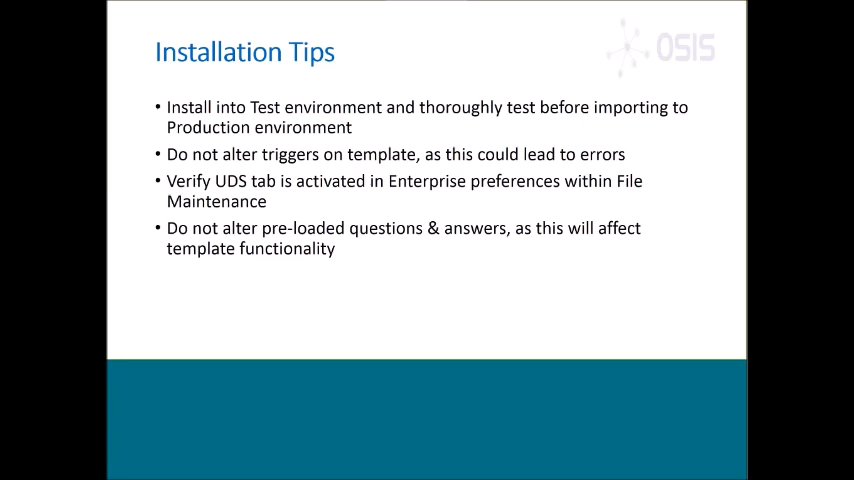 Installation Tips
OSIS
• Install into Test environment and thoroughly test before importing to
Production environment
• Do not alter triggers on template, as this could lead to errors
• Verify UDS tab is activated in Enterprise preferences within File
Maintenance
• Do not alter pre-loaded questions & answers, as this will affect
template functionality